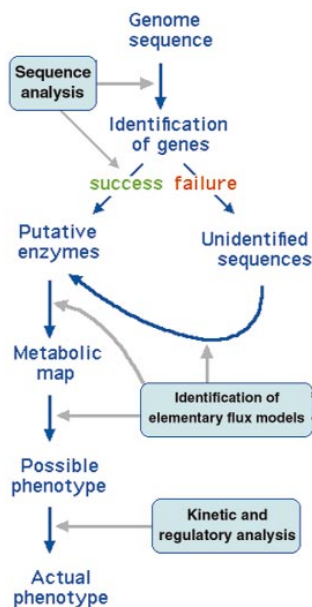 Genome
sequence
Sequence
analysis
Identification
of genes
success failure
Putative
enzymes
Unidentified
sequences
Metabolic
map
Identification of
elementary flux models
Possible
phenotype
Kinetic and
regulatory analysis
Actual
phenotype